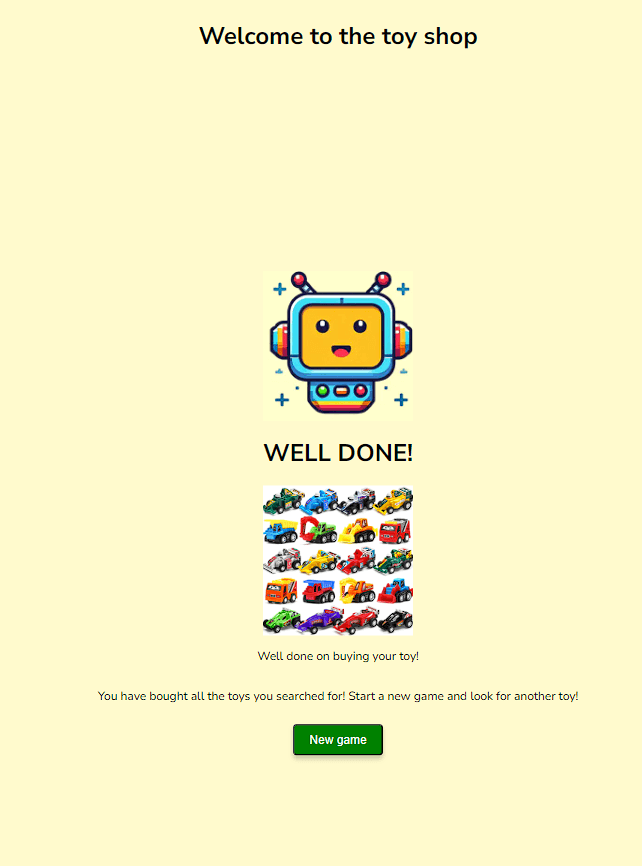 Welcome to the toy shop
WELL DONE!
Well done on buying your toy!
You have bought all the toys you searched for! Start a new game and look for another toy!
New game